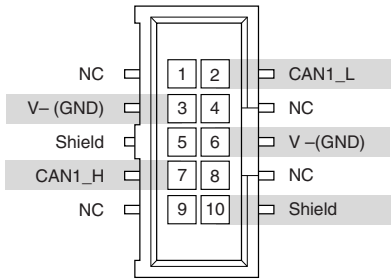 NC 1 2 CAN1_L
V– (GND) 3 4 NC
Shield 5 6 V –(GND)
CAN1_H 7 8 NC
NC 9 10 Shield